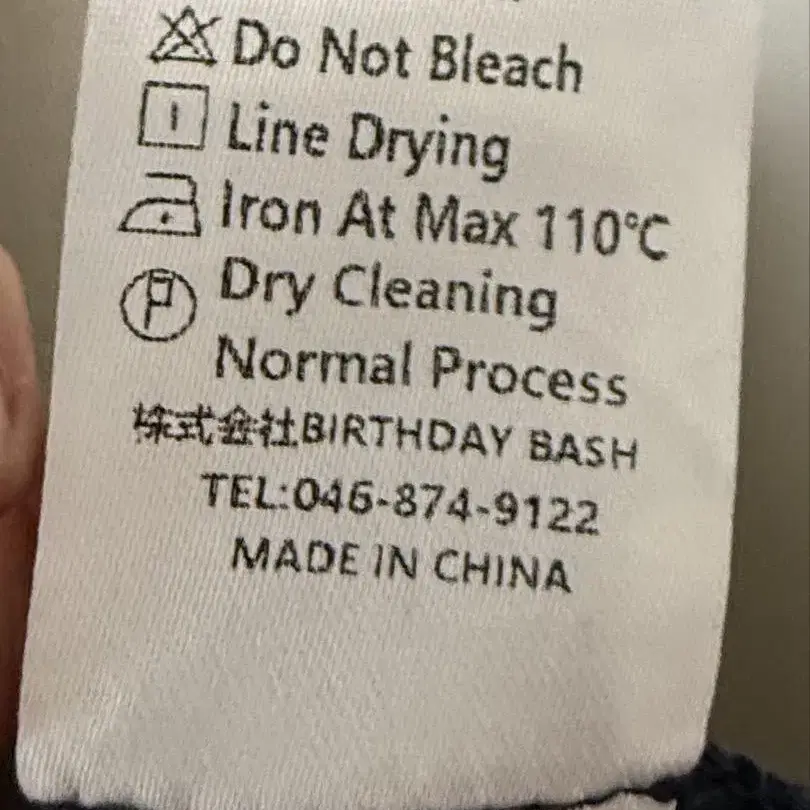 Do Not Bleach
Line Drying
Iron At Max 110℃
Dry Cleaning
Normal Process
株式会社BIRTHDAY BASH
TEL:046-874-9122
MADE IN CHINA